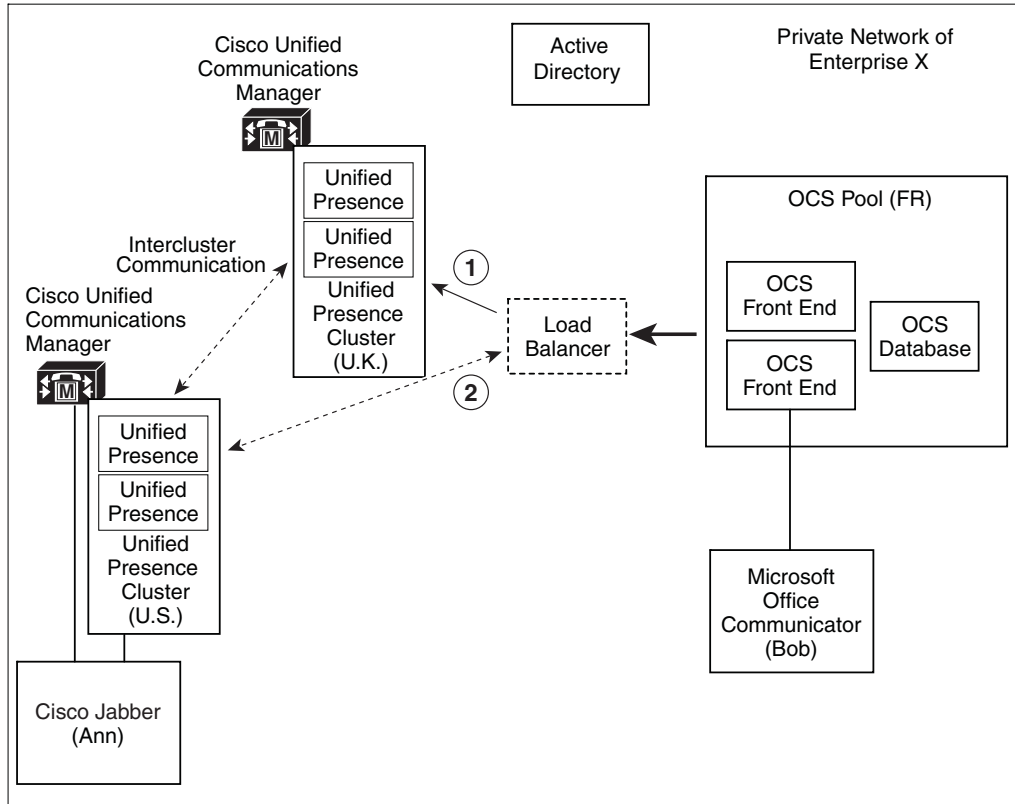 Cisco Unified
Communications
Manager
M
Active
Directory
Private Network of
Enterprise X
Unified
Presence
Unified
Presence
Unified
Presence
Cluster
(U.K.)
Intercluster
Communication
1
Load
Balancer
2
OCS Pool (FR)
OCS
Front End
OCS
Front End
OCS
Database
Cisco Unified
Communications
Manager
M
Unified
Presence
Unified
Presence
Unified
Presence
Cluster
(U.S.)
Microsoft
Office
Communicator
(Bob)
Cisco Jabber
(Ann)